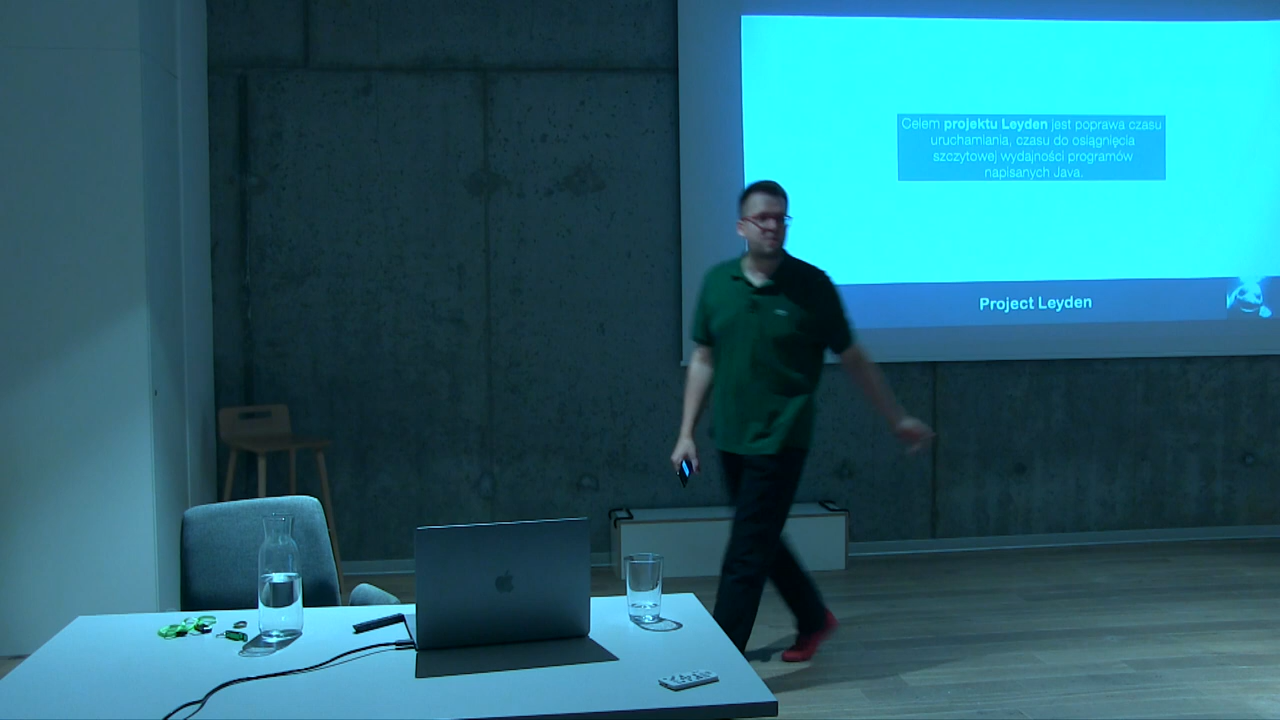 Celem projektu Leyden jest poprawa czasu
uruchamiania, czasu do osiągnięcia
szczytowej wydajności programów
napisanych Java.
Project Leyden